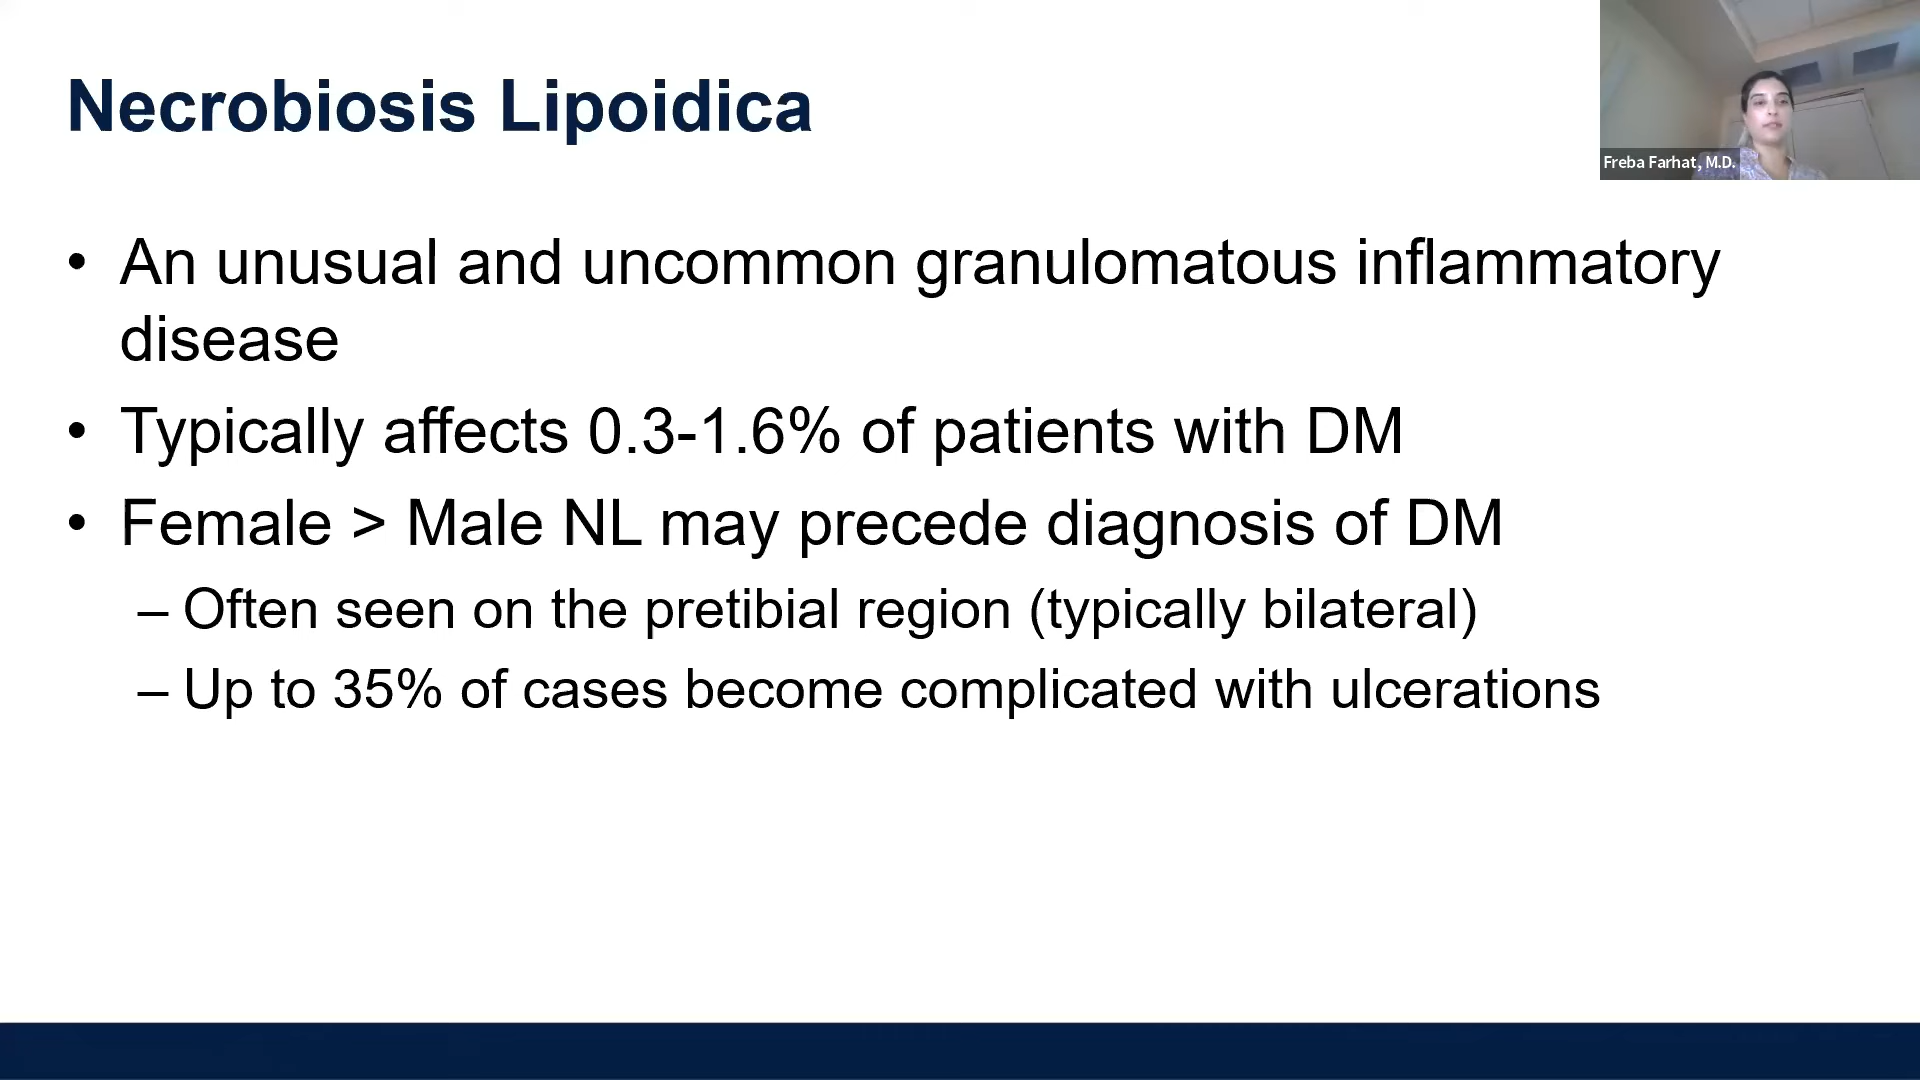 Necrobiosis Lipoidica
Freba Farhat, M.D.
• An unusual and uncommon granulomatous inflammatory
disease
• Typically affects 0.3-1.6% of patients with DM
• Female > Male NL may precede diagnosis of DM
– Often seen on the pretibial region (typically bilateral)
– Up to 35% of cases become complicated with ulcerations